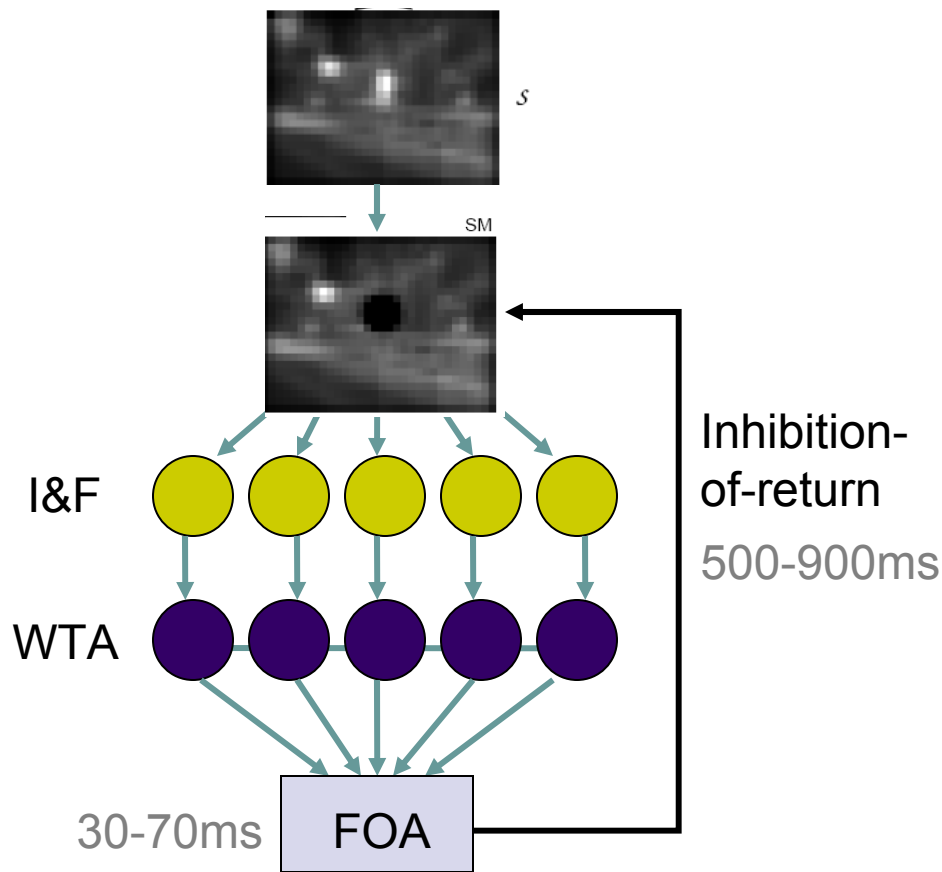 S
SM
I&F
Inhibition-
of-return
500-900ms
WTA
30-70ms
FOA